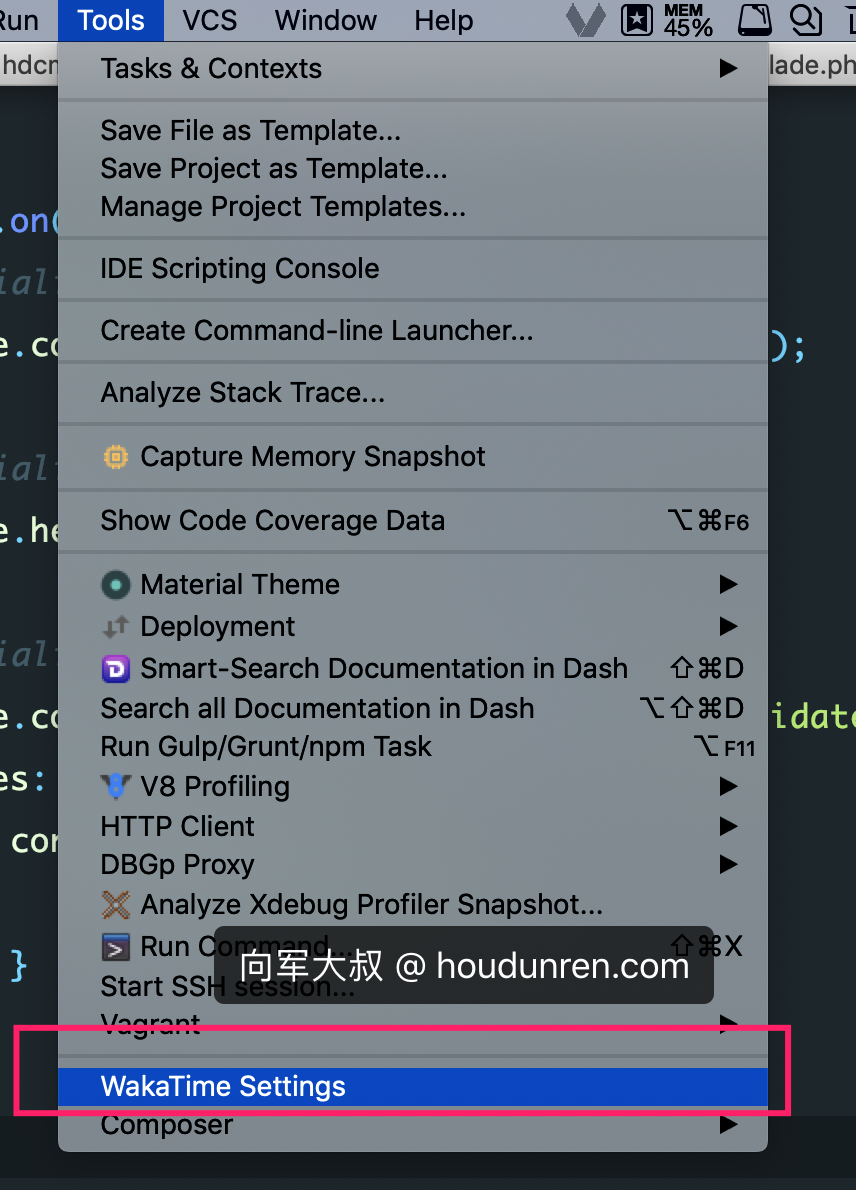 Run Tools VCS Window Help MEM 45%
hdcm lade.ph
Tasks & Contexts
Save File as Template...
Save Project as Template...
Manage Project Templates...
.on(
IDE Scripting Console
ial
Create Command-line Launcher...
e.co );
Analyze Stack Trace...
Capture Memory Snapshot
ial
Show Code Coverage Data ⌥⌘F6
e.he
Material Theme
Deployment
ial
Smart-Search Documentation in Dash ⇧⌘D
Search all Documentation in Dash ⌥⇧⌘D
e.co idate
Run Gulp/Grunt/npm Task ⌥F11
es:
V8 Profiling
HTTP Client
con
DBGp Proxy
Analyze Xdebug Profiler Snapshot...
Run Command... ⇧⌘X
}
向军大叔 @ houdunren.com
Start SSH session...
Vagrant
WakaTime Settings
Composer